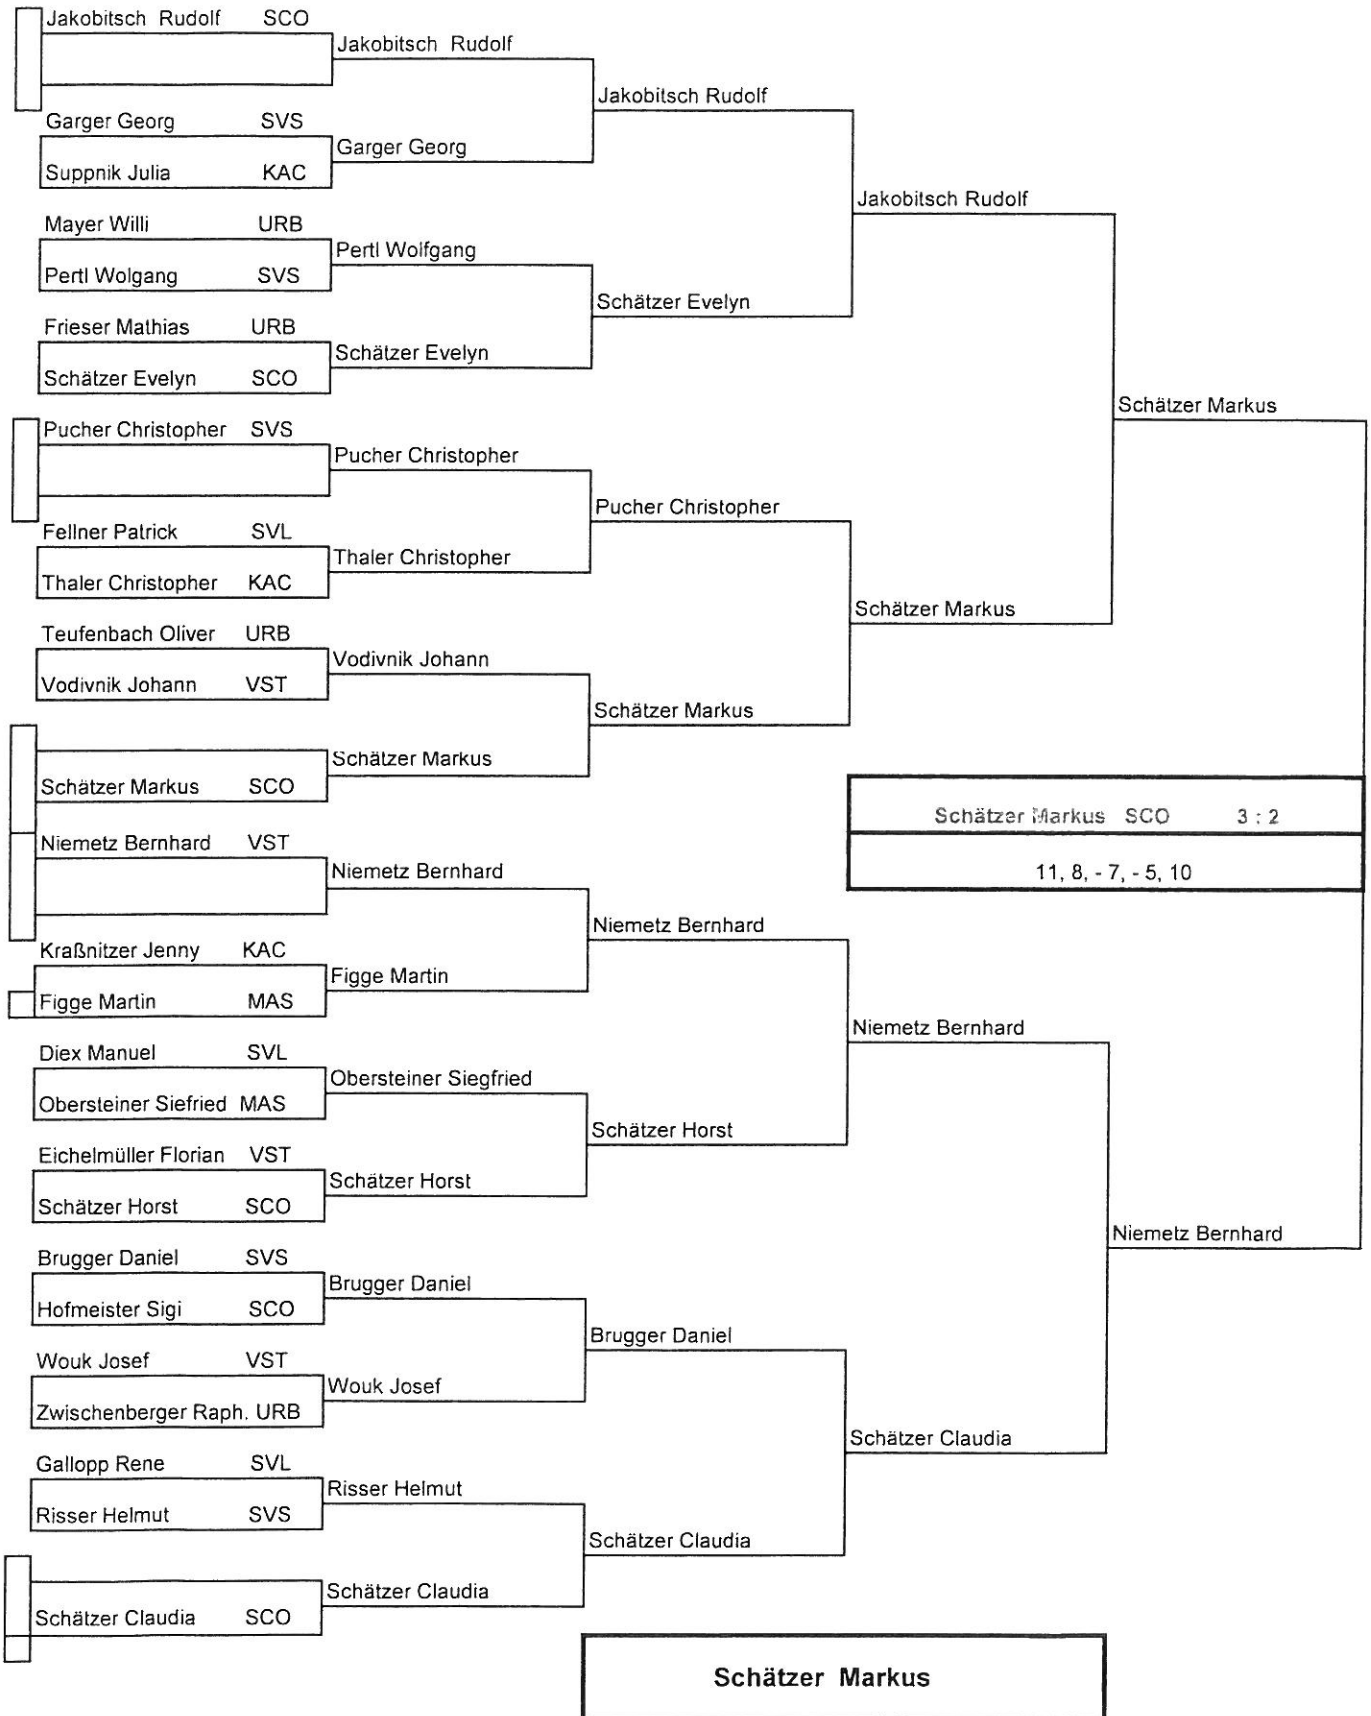 Jakobitsch Rudolf SCO
Jakobitsch Rudolf
Jakobitsch Rudolf
Garger Georg SVS
Garger Georg
Suppnik Julia KAC
Jakobitsch Rudolf
Mayer Willi URB
Pertl Wolfgang
Pertl Wolgang SVS
Schätzer Evelyn
Frieser Mathias URB
Schätzer Evelyn
Schätzer Evelyn SCO
Schätzer Markus
Pucher Christopher SVS
Pucher Christopher
Pucher Christopher
Fellner Patrick SVL
Thaler Christopher
Thaler Christopher KAC
Schätzer Markus
Teufenbach Oliver URB
Vodivnik Johann
Vodivnik Johann VST
Schätzer Markus
Schätzer Markus
Schätzer Markus SCO
Schätzer Markus SCO 3 : 2
Niemetz Bernhard VST
Niemetz Bernhard
11, 8, - 7, - 5, 10
Niemetz Bernhard
Kraßnitzer Jenny KAC
Figge Martin
Figge Martin MAS
Niemetz Bernhard
Diex Manuel SVL
Obersteiner Siegfried
Obersteiner Siefried MAS
Schätzer Horst
Eichelmüller Florian VST
Schätzer Horst
Schätzer Horst SCO
Niemetz Bernhard
Brugger Daniel SVS
Brugger Daniel
Hofmeister Sigi SCO
Brugger Daniel
Wouk Josef VST
Wouk Josef
Zwischenberger Raph. URB
Schätzer Claudia
Gallopp Rene SVL
Risser Helmut
Risser Helmut SVS
Schätzer Claudia
Schätzer Claudia
Schätzer Claudia SCO
Schätzer Markus